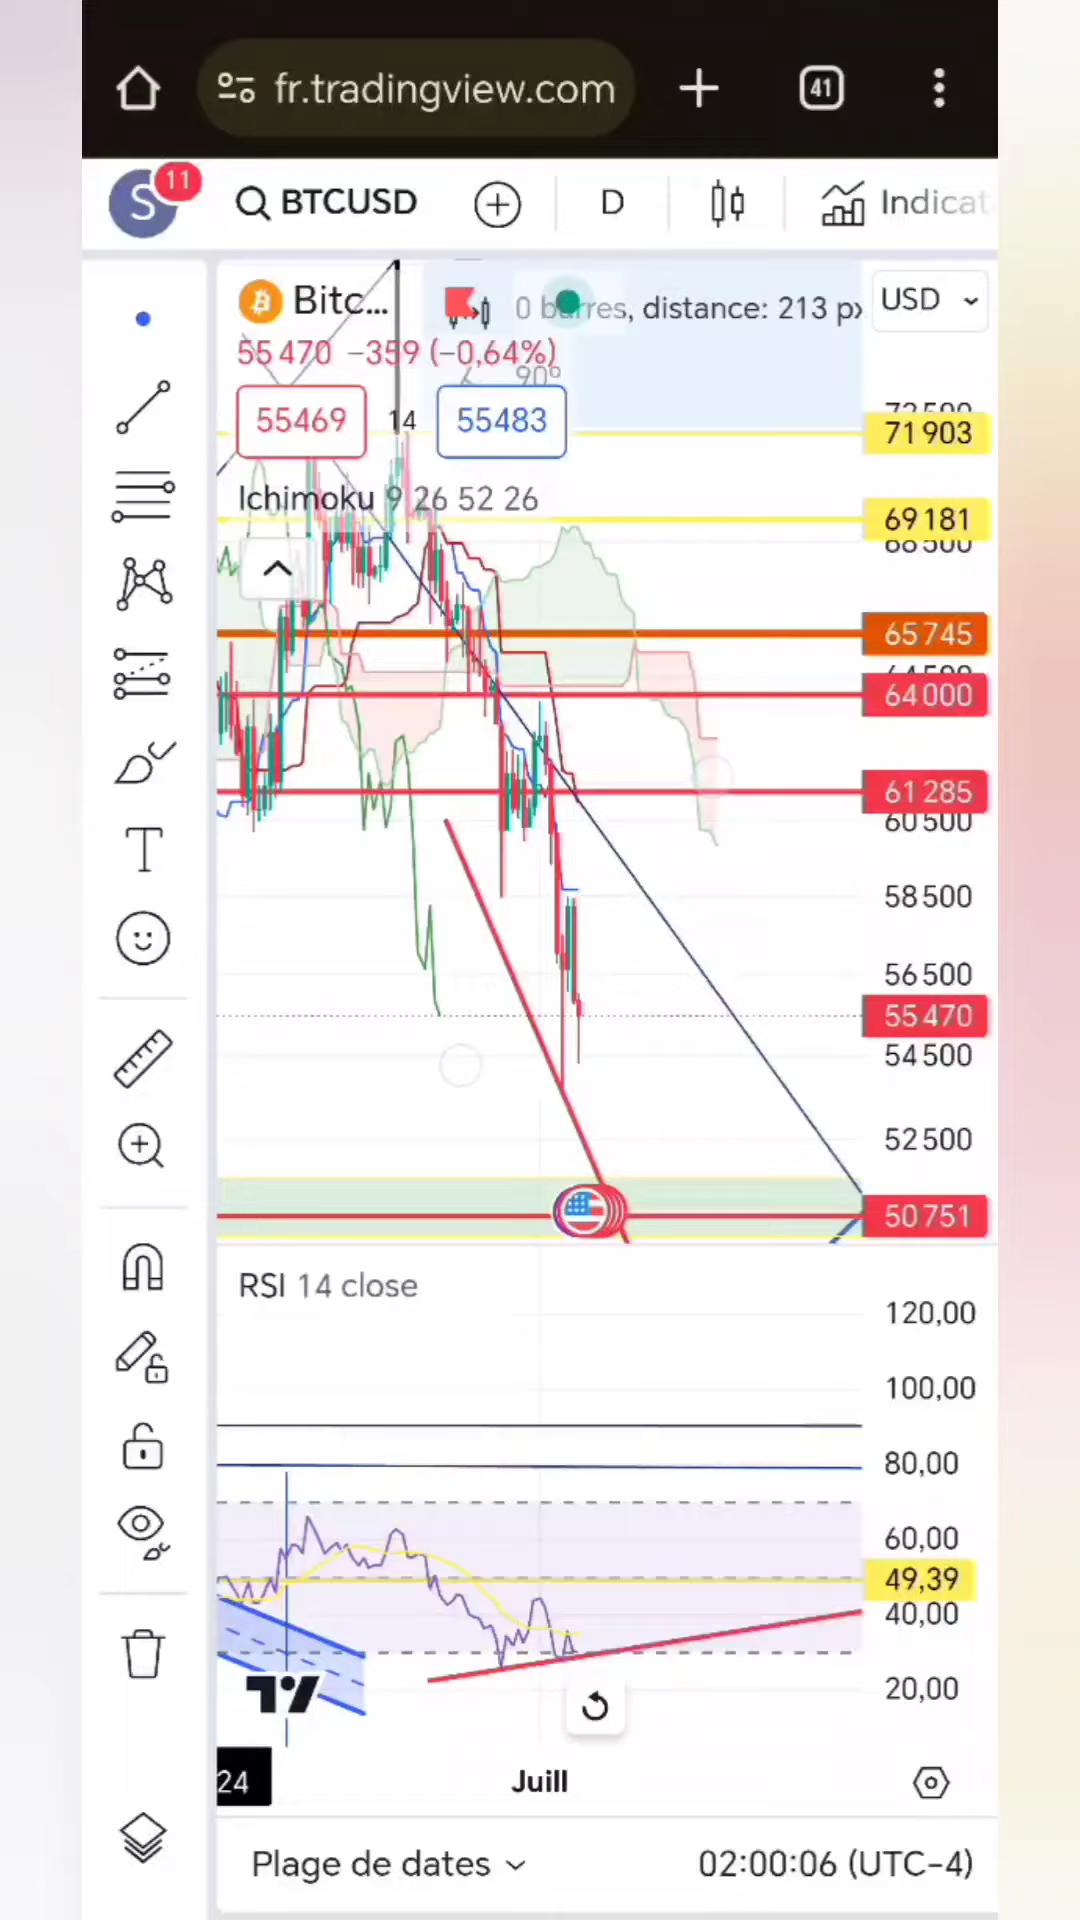 fr.tradingview.com
41
S
11
BTCUSD
D
Indicat
Bitc...
0 barres, distance: 213 px
USD
55 470 −359 (−0,64%)
90°
55469
14
55483
71 903
Ichimoku 9 26 52 26
69 181
65 745
64 000
61 285
60 500
58 500
56 500
55 470
54 500
52 500
50 751
RSI 14 close
120,00
100,00
80,00
60,00
49,39
40,00
20,00
24
Juill
Plage de dates
02:00:06 (UTC−4)